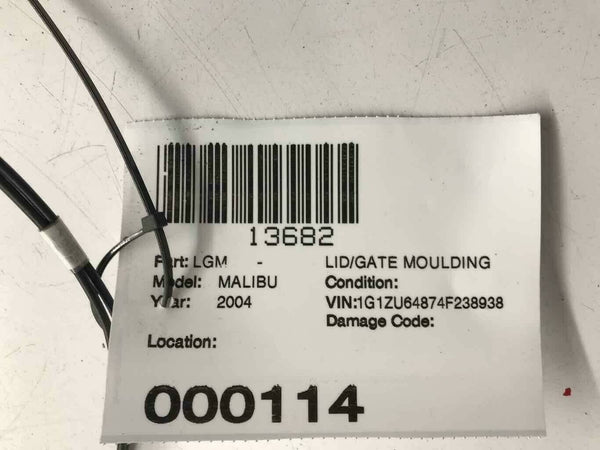 13682
Part: LGM - LID/GATE MOULDING
Model: MALIBU Condition:
Year: 2004 VIN:1G1ZU64874F238938
Damage Code:
Location:
000114